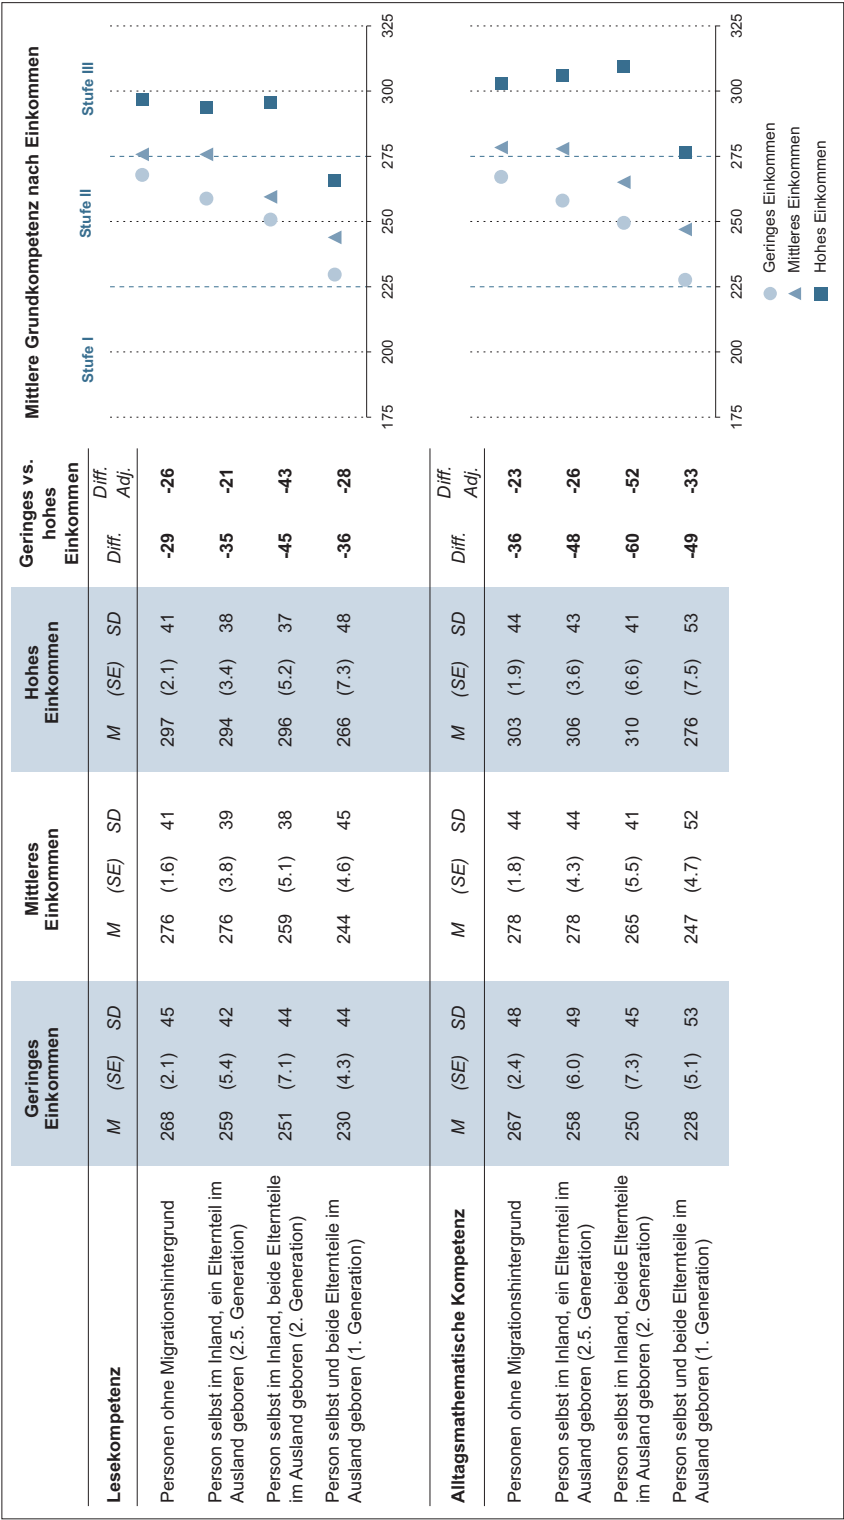 Geringes Einkommen
Mittleres Einkommen
Hohes Einkommen
Geringes vs. hohes Einkommen
Mittlere Grundkompetenz nach Einkommen
Lesekompetenz M (SE) SD M (SE) SD M (SE) SD Diff. Diff. Adj.
Stufe I Stufe II Stufe III
Personen ohne Migrationshintergrund 268 (2.1) 45 276 (1.6) 41 297 (2.1) 41 -29 -26
Person selbst im Inland, ein Elternteil im
Ausland geboren (2.5. Generation) 259 (5.4) 42 276 (3.8) 39 294 (3.4) 38 -35 -21
Person selbst im Inland, beide Elternteile
im Ausland geboren (2. Generation) 251 (7.1) 44 259 (5.1) 38 296 (5.2) 37 -45 -43
Person selbst und beide Elternteile im
Ausland geboren (1. Generation) 230 (4.3) 44 244 (4.6) 45 266 (7.3) 48 -36 -28
175 200 225 250 275 300 325
Alltagsmathematische Kompetenz M (SE) SD M (SE) SD M (SE) SD Diff. Diff. Adj.
Personen ohne Migrationshintergrund 267 (2.4) 48 278 (1.8) 44 303 (1.9) 44 -36 -23
Person selbst im Inland, ein Elternteil im
Ausland geboren (2.5. Generation) 258 (6.0) 49 278 (4.3) 44 306 (3.6) 43 -48 -26
Person selbst im Inland, beide Elternteile
im Ausland geboren (2. Generation) 250 (7.3) 45 265 (5.5) 41 310 (6.6) 41 -60 -52
Person selbst und beide Elternteile im
Ausland geboren (1. Generation) 228 (5.1) 53 247 (4.7) 52 276 (7.5) 53 -49 -33
175 200 225 250 275 300 325
Geringes Einkommen
Mittleres Einkommen
Hohes Einkommen